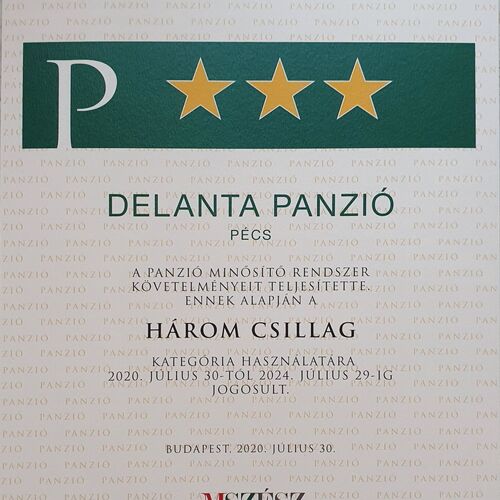 P
DELANTA PANZIÓ
PÉCS
A PANZIÓ MINŐSÍTŐ RENDSZER
KÖVETELMÉNYEIT TELJESÍTETTE.
ENNEK ALAPJÁN A
HÁROM CSILLAG
KATEGÓRIA HASZNÁLATÁRA
2020. JÚLIUS 30-TÓL 2024. JÚLIUS 29-IG
JOGOSULT.
BUDAPEST, 2020. JÚLIUS 30.
MSZÉSZ